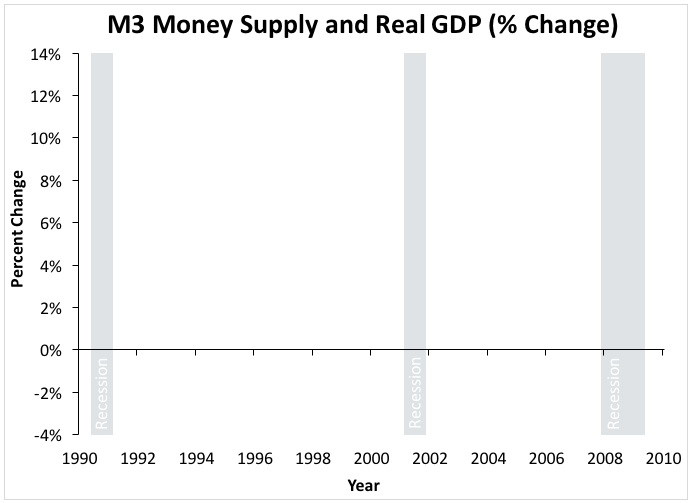 M3 Money Supply and Real GDP (% Change)
14%
12%
10%
8%
6%
4%
2%
0%
-2%
-4%
Percent Change
Recession
Recession
Recession
1990 1992 1994 1996 1998 2000 2002 2004 2006 2008 2010
Year